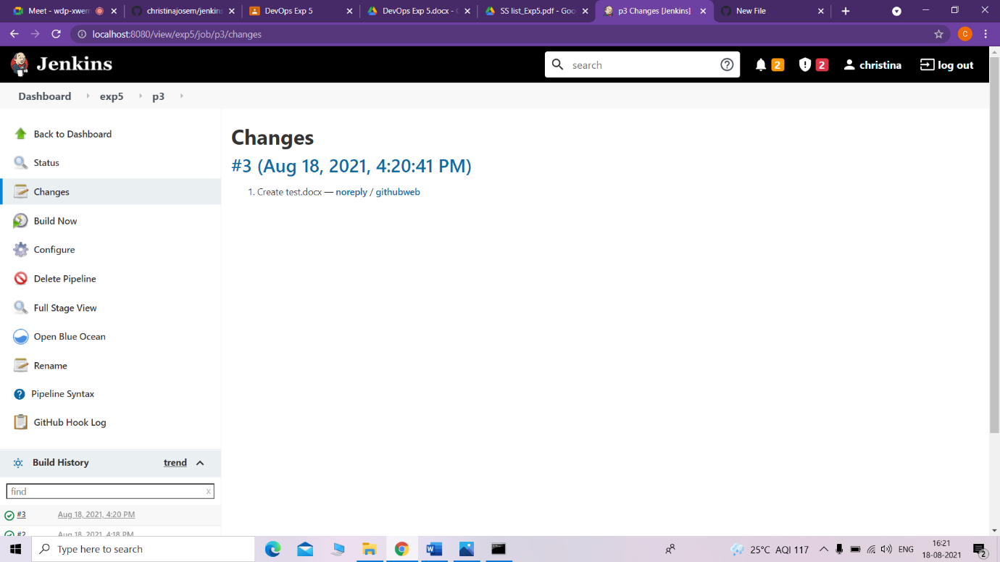 Meet - wdp-xwem
christinajosem/jenkins
DevOps Exp 5
DevOps Exp 5.docx - G
SS list_Exp5.pdf - Goo
p3 Changes [Jenkins]
New File
localhost:8080/view/exp5/job/p3/changes
C
Jenkins
search
2
2
christina
log out
Dashboard
exp5
p3
Back to Dashboard
Status
Changes
Build Now
Configure
Delete Pipeline
Full Stage View
Open Blue Ocean
Rename
Pipeline Syntax
GitHub Hook Log
Build History
trend
find
x
#3
Aug 18, 2021, 4:20 PM
#2
Aug 18, 2021, 4:18 PM
Changes
#3 (Aug 18, 2021, 4:20:41 PM)
1. Create test.docx — noreply / githubweb
Type here to search
25°C AQI 117
ENG
16:21
18-08-2021
2